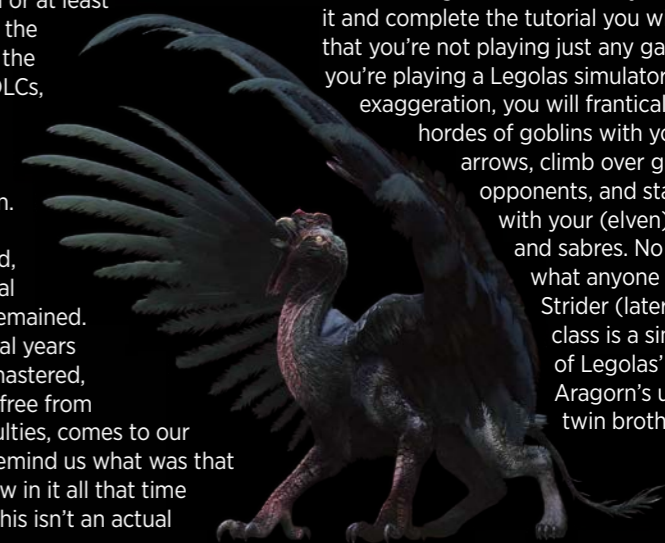 or at least
the
the
DLCs,
n.
d,
al
emained.
al years
mastered,
free from
ulties, comes to our
emind us what was that
w in it all that time
his isn't an actual
it and complete the tutorial you w
that you're not playing just any ga
you're playing a Legolas simulator
exaggeration, you will frantical
hordes of goblins with yo
arrows, climb over g
opponents, and sta
with your (elven)
and sabres. No
what anyone
Strider (later
class is a sin
of Legolas'
Aragorn's u
twin broth